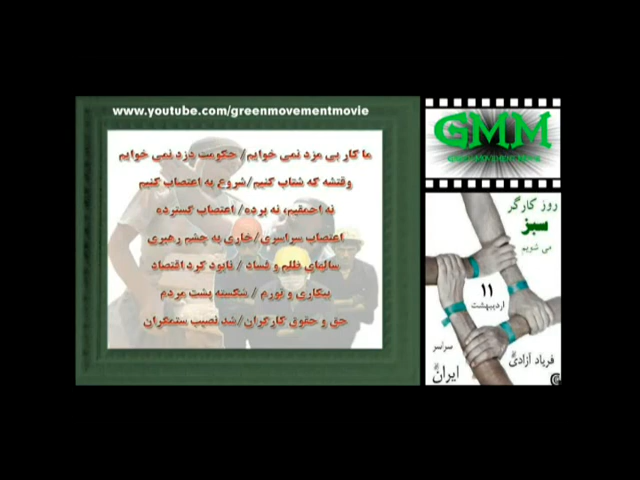 www.youtube.com/greenmovementmovie
ما کار بی مزد نمی خوایم/ حکومت دزد نمی خوایم
وقتشه که شتاب کنیم/شروع به اعتصاب کنیم
نه احمقیم، نه برده/ اعتصاب گسترده
اعتصاب سراسری/خاری به چشم رهبری
سالهای ظلم و فساد / نابود کرد اقتصاد
بیکاری و تورم / شکسته پشت مردم
حق و حقوق کارگران/شد نصیب ستمگران
GMM
روز کارگر
سبز
می شویم
۱۱
اردیبهشت
سراسر
فریاد آزادی
ایران